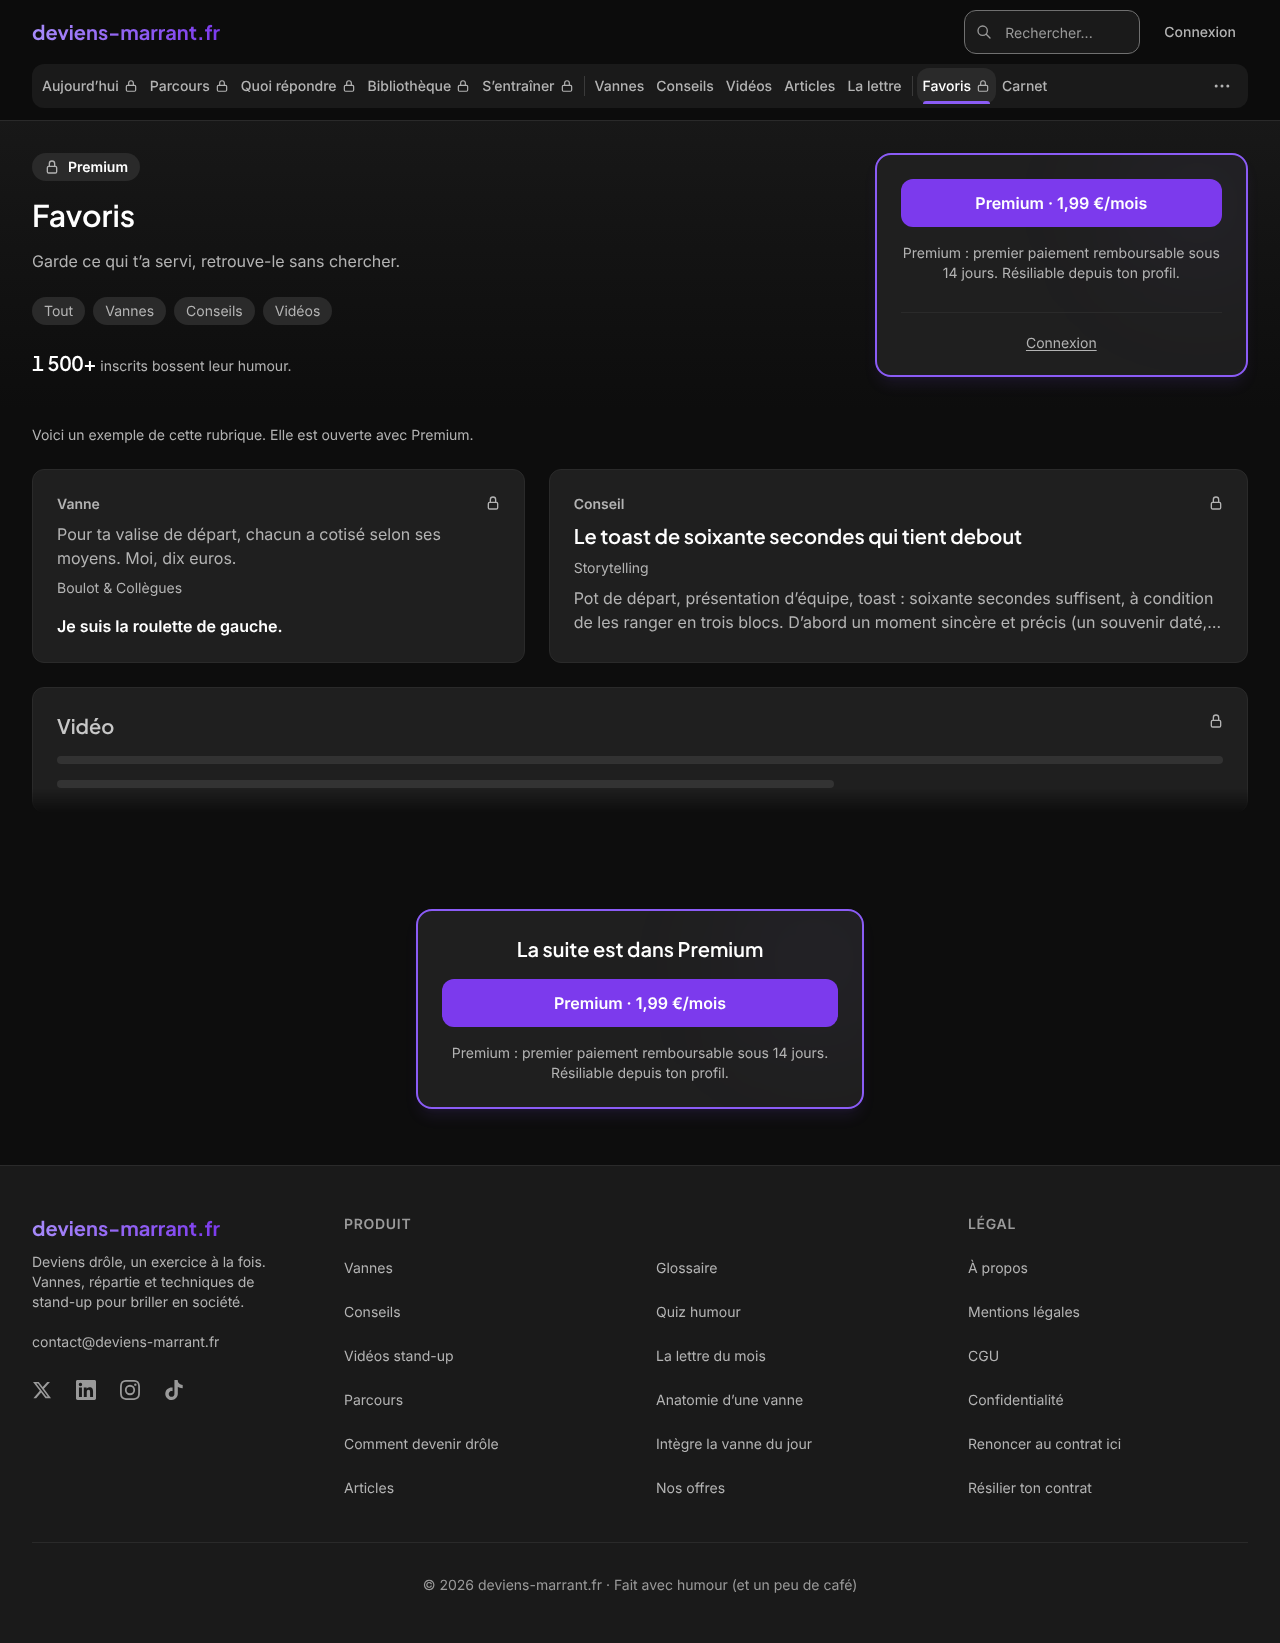 deviens-marrant.fr
Rechercher...
Connexion
Aujourd’hui
Parcours
Quoi répondre
Bibliothèque
S’entraîner
Vannes
Conseils
Vidéos
Articles
La lettre
Favoris
Carnet
Premium
Favoris
Garde ce qui t’a servi, retrouve-le sans chercher.
Tout
Vannes
Conseils
Vidéos
1 500+ inscrits bossent leur humour.
Premium · 1,99 €/mois
Premium : premier paiement remboursable sous
14 jours. Résiliable depuis ton profil.
Connexion
Voici un exemple de cette rubrique. Elle est ouverte avec Premium.
Vanne
Pour ta valise de départ, chacun a cotisé selon ses
moyens. Moi, dix euros.
Boulot & Collègues
Je suis la roulette de gauche.
Conseil
Le toast de soixante secondes qui tient debout
Storytelling
Pot de départ, présentation d’équipe, toast : soixante secondes suffisent, à condition
de les ranger en trois blocs. D’abord un moment sincère et précis (un souvenir daté,...
Vidéo
La suite est dans Premium
Premium · 1,99 €/mois
Premium : premier paiement remboursable sous 14 jours.
Résiliable depuis ton profil.
deviens-marrant.fr
Deviens drôle, un exercice à la fois.
Vannes, répartie et techniques de
stand-up pour briller en société.
contact@deviens-marrant.fr
PRODUIT
Vannes
Conseils
Vidéos stand-up
Parcours
Comment devenir drôle
Articles
Glossaire
Quiz humour
La lettre du mois
Anatomie d’une vanne
Intègre la vanne du jour
Nos offres
LÉGAL
À propos
Mentions légales
CGU
Confidentialité
Renoncer au contrat ici
Résilier ton contrat
© 2026 deviens-marrant.fr · Fait avec humour (et un peu de café)